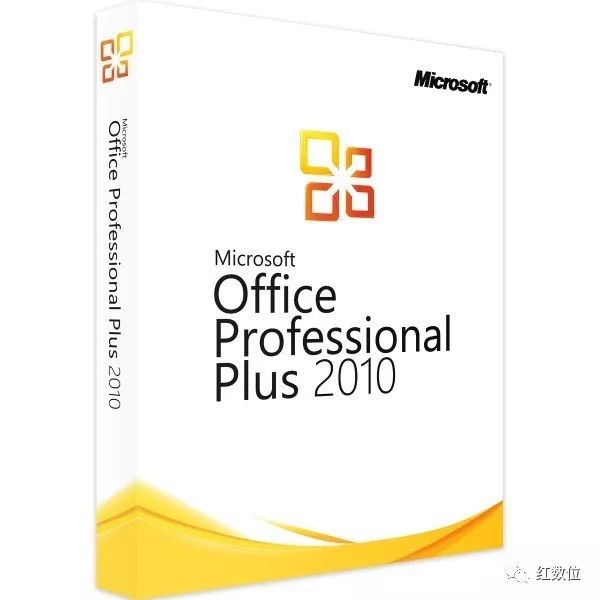 Microsoft
Office Professional Plus 2010
Microsoft
Microsoft
Office
Professional
Plus 2010
红数位